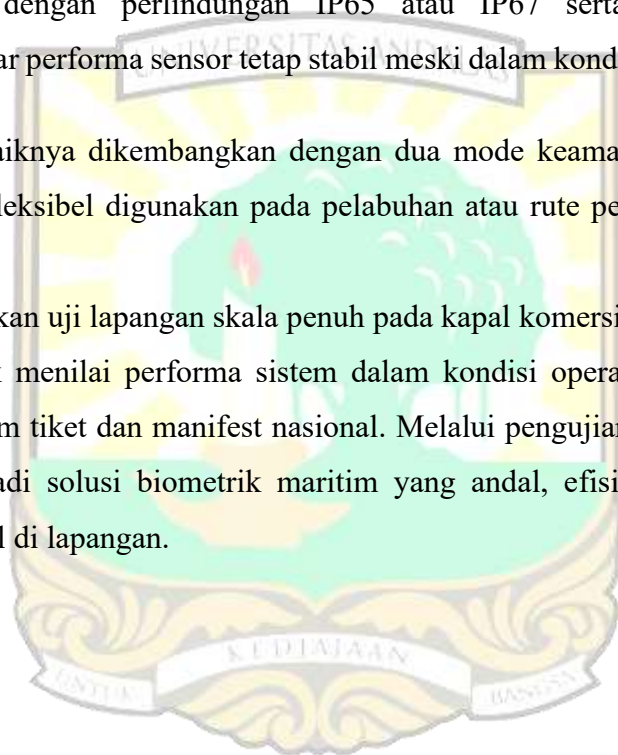 dengan perlindungan IP65 atau IP67 serta
ar performa sensor tetap stabil meski dalam kond
UNIVERSITAS ANDALAS
aiknya dikembangkan dengan dua mode keama
leksibel digunakan pada pelabuhan atau rute pe
kan uji lapangan skala penuh pada kapal komersi
menilai performa sistem dalam kondisi opera
m tiket dan manifest nasional. Melalui pengujian
adi solusi biometrik maritim yang andal, efisi
l di lapangan.
KEDJAJAAN
UNTUK
BANGSA